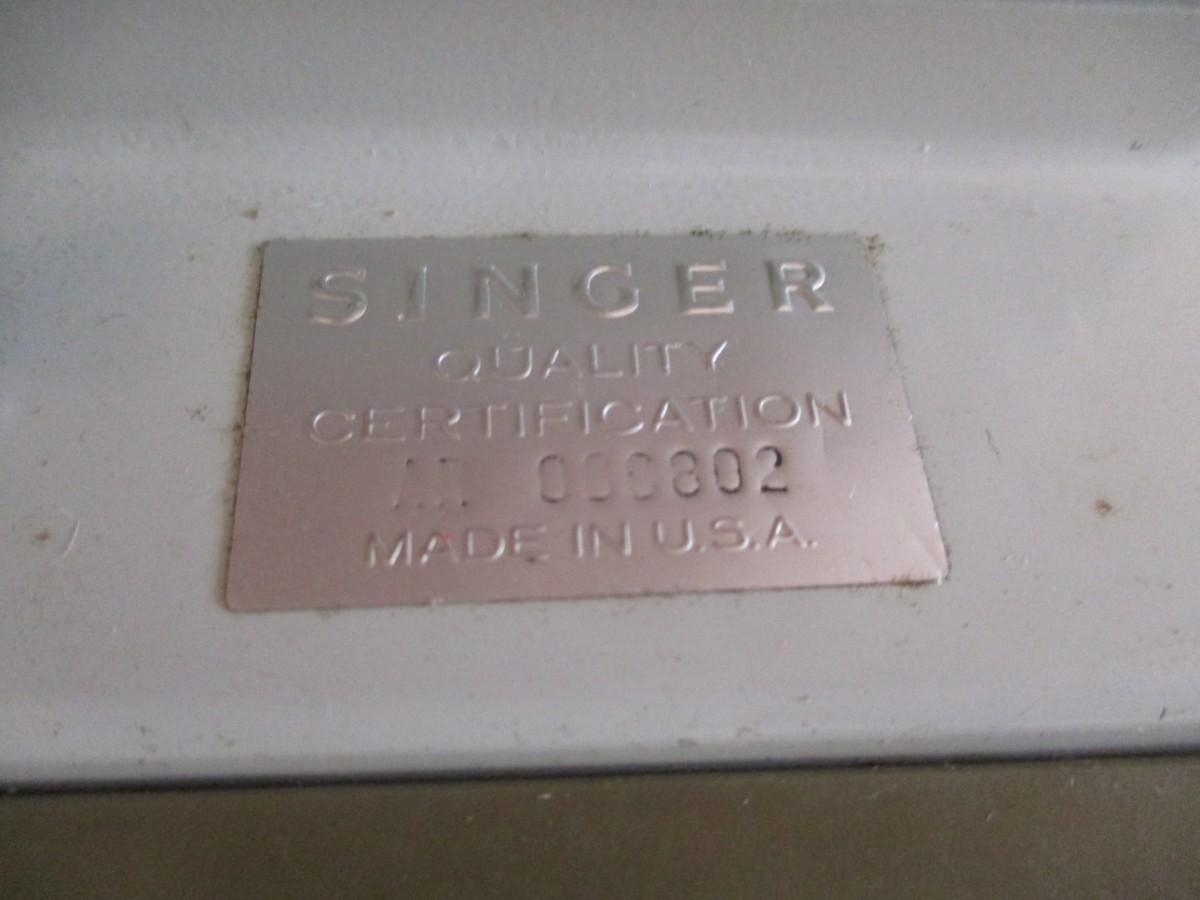 SINGER
QUALITY
CERTIFICATION
000802
MADE IN U.S.A.